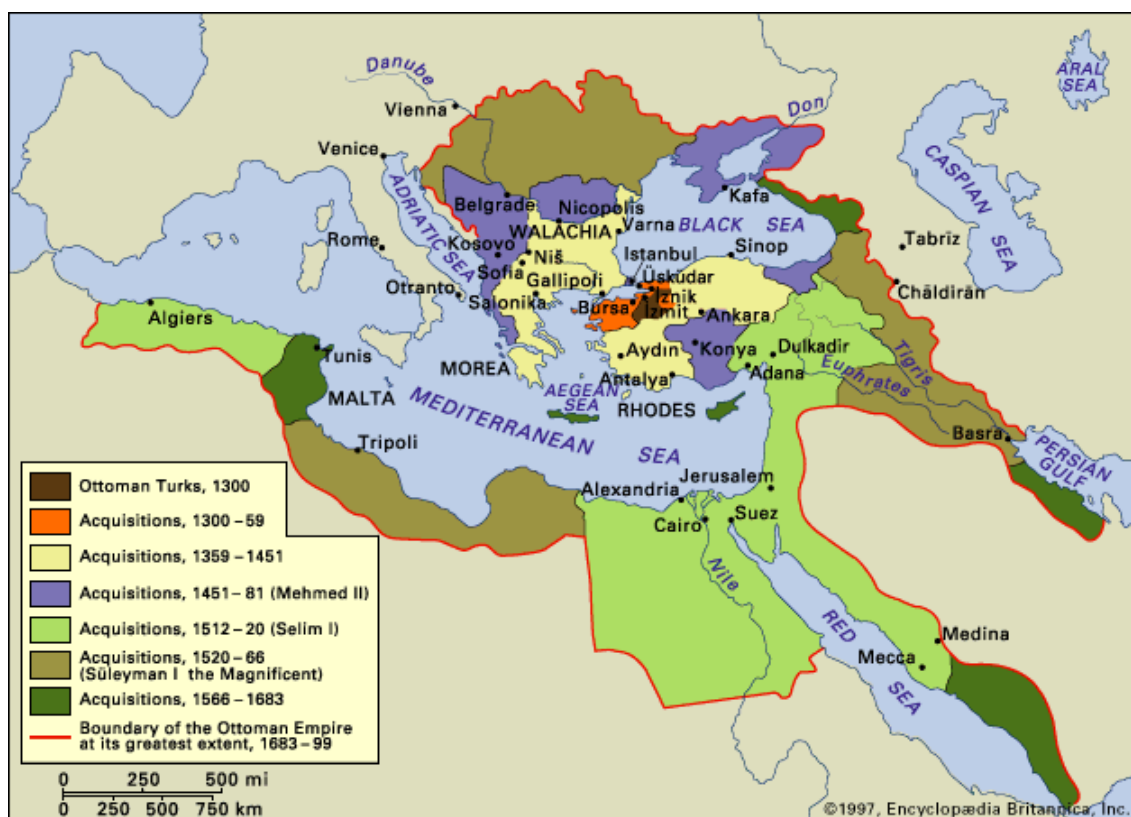 ARAL
SEA
Danube
Vienna
Don
Venice
CASPIAN
SEA
ADRIATIC SEA
Belgrade
Nicopolis
Kafa
WALACHIA
Varna
BLACK SEA
Rome
Kosovo
Niš
Istanbul
Sinop
Tabrīz
Sofia
Gallipoli
Üsküdar
Otranto
Salonika
Bursa
İznik
İzmit
Ankara
Chāldirān
Algiers
Tunis
MOREA
Aydın
Konya
Dulkadir
Tigris
Antalya
Adana
Euphrates
MALTA
AEGEAN
SEA
RHODES
MEDITERRANEAN
SEA
Tripoli
Basra
PERSIAN
GULF
Jerusalem
Alexandria
Cairo
Suez
Nile
RED
SEA
Medina
Mecca
Ottoman Turks, 1300
Acquisitions, 1300–59
Acquisitions, 1359–1451
Acquisitions, 1451–81 (Mehmed II)
Acquisitions, 1512–20 (Selim I)
Acquisitions, 1520–66
(Süleyman I the Magnificent)
Acquisitions, 1566–1683
Boundary of the Ottoman Empire
at its greatest extent, 1683–99
0 250 500 mi
0 250 500 750 km
©1997, Encyclopædia Britannica, Inc.